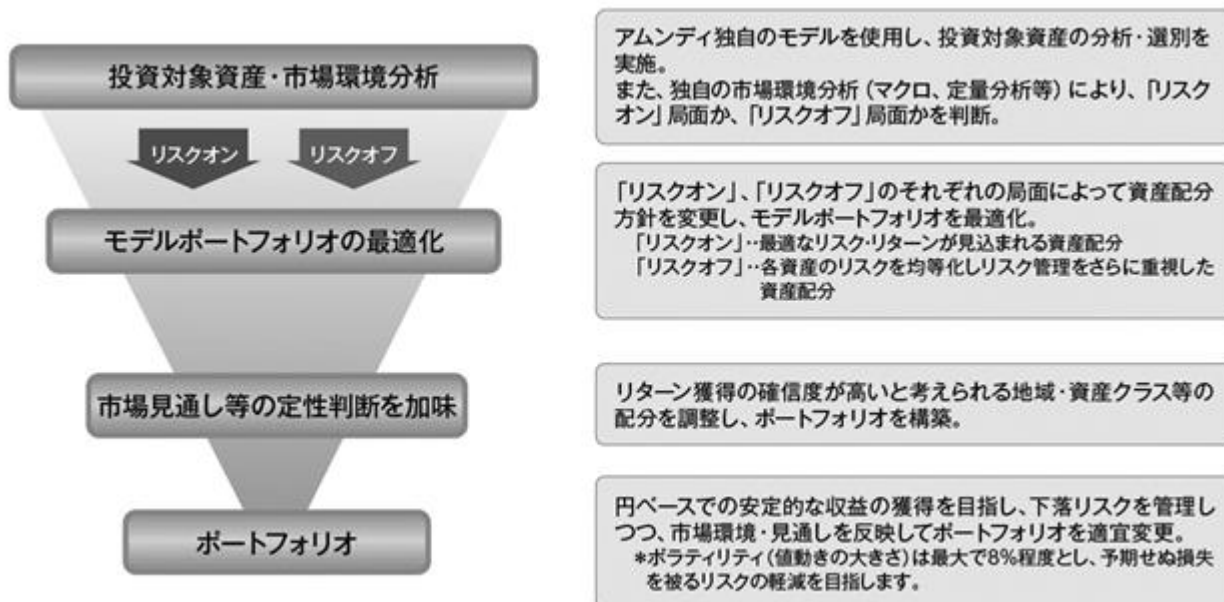 投資対象資産・市場環境分析
アムンディ独自のモデルを使用し、投資対象資産の分析・選別を
実施。
また、独自の市場環境分析（マクロ、定量分析等）により、「リスク
オン」局面か、「リスクオフ」局面かを判断。
リスクオン
リスクオフ
モデルポートフォリオの最適化
「リスクオン」、「リスクオフ」のそれぞれの局面によって資産配分
方針を変更し、モデルポートフォリオを最適化。
「リスクオン」‥最適なリスク・リターンが見込まれる資産配分
「リスクオフ」‥各資産のリスクを均等化しリスク管理をさらに重視した
資産配分
市場見通し等の定性判断を加味
リターン獲得の確信度が高いと考えられる地域・資産クラス等の
配分を調整し、ポートフォリオを構築。
ポートフォリオ
円ベースでの安定的な収益の獲得を目指し、下落リスクを管理し
つつ、市場環境・見通しを反映してポートフォリオを適宜変更。
*ボラティリティ（値動きの大きさ）は最大で8%程度とし、予期せぬ損失
を被るリスクの軽減を目指します。